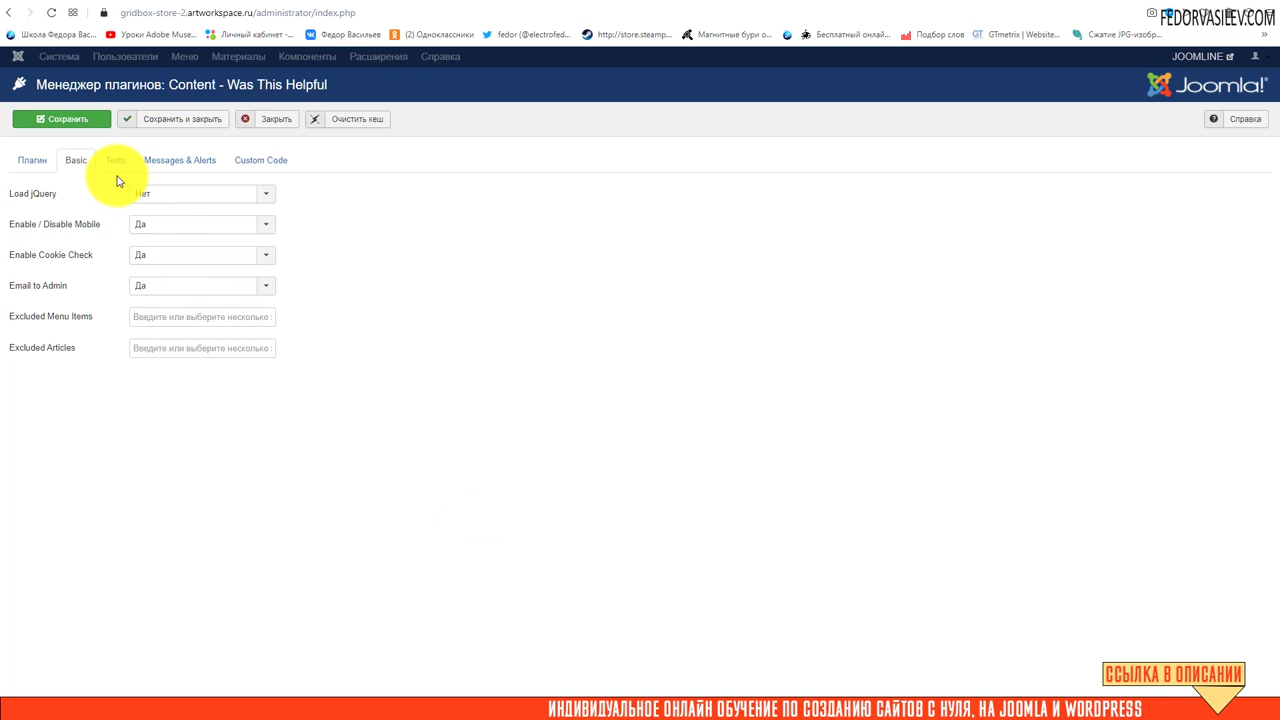 gridbox-store-2.artworkspace.ru/administrator/index.php
FEDORVASILEV.COM
Школа Федора Вас...
Уроки Adobe Muse...
Личный кабинет -...
Федор Васильев
(2) Одноклассники
fedor (@electrofed...
http://store.steamp...
Магнитные бури о...
Бесплатный онлай...
Подбор слов
GTmetrix | Website...
Сжатие JPG-изобр...
»
Система
Пользователи
Меню
Материалы
Компоненты
Расширения
Справка
JOOMLINE
Менеджер плагинов: Content - Was This Helpful
Joomla!
Сохранить
Сохранить и закрыть
Закрыть
Очистить кеш
Справка
Плагин
Basic
Texts
Messages & Alerts
Custom Code
Load jQuery
Нет
Enable / Disable Mobile
Да
Enable Cookie Check
Да
Email to Admin
Да
Excluded Menu Items
Введите или выберите несколько
Excluded Articles
Введите или выберите несколько
ССЫЛКА В ОПИСАНИИ
ИНДИВИДУАЛЬНОЕ ОНЛАЙН ОБУЧЕНИЕ ПО СОЗДАНИЮ САЙТОВ С НУЛЯ, НА JOOMLA И WORDPRESS